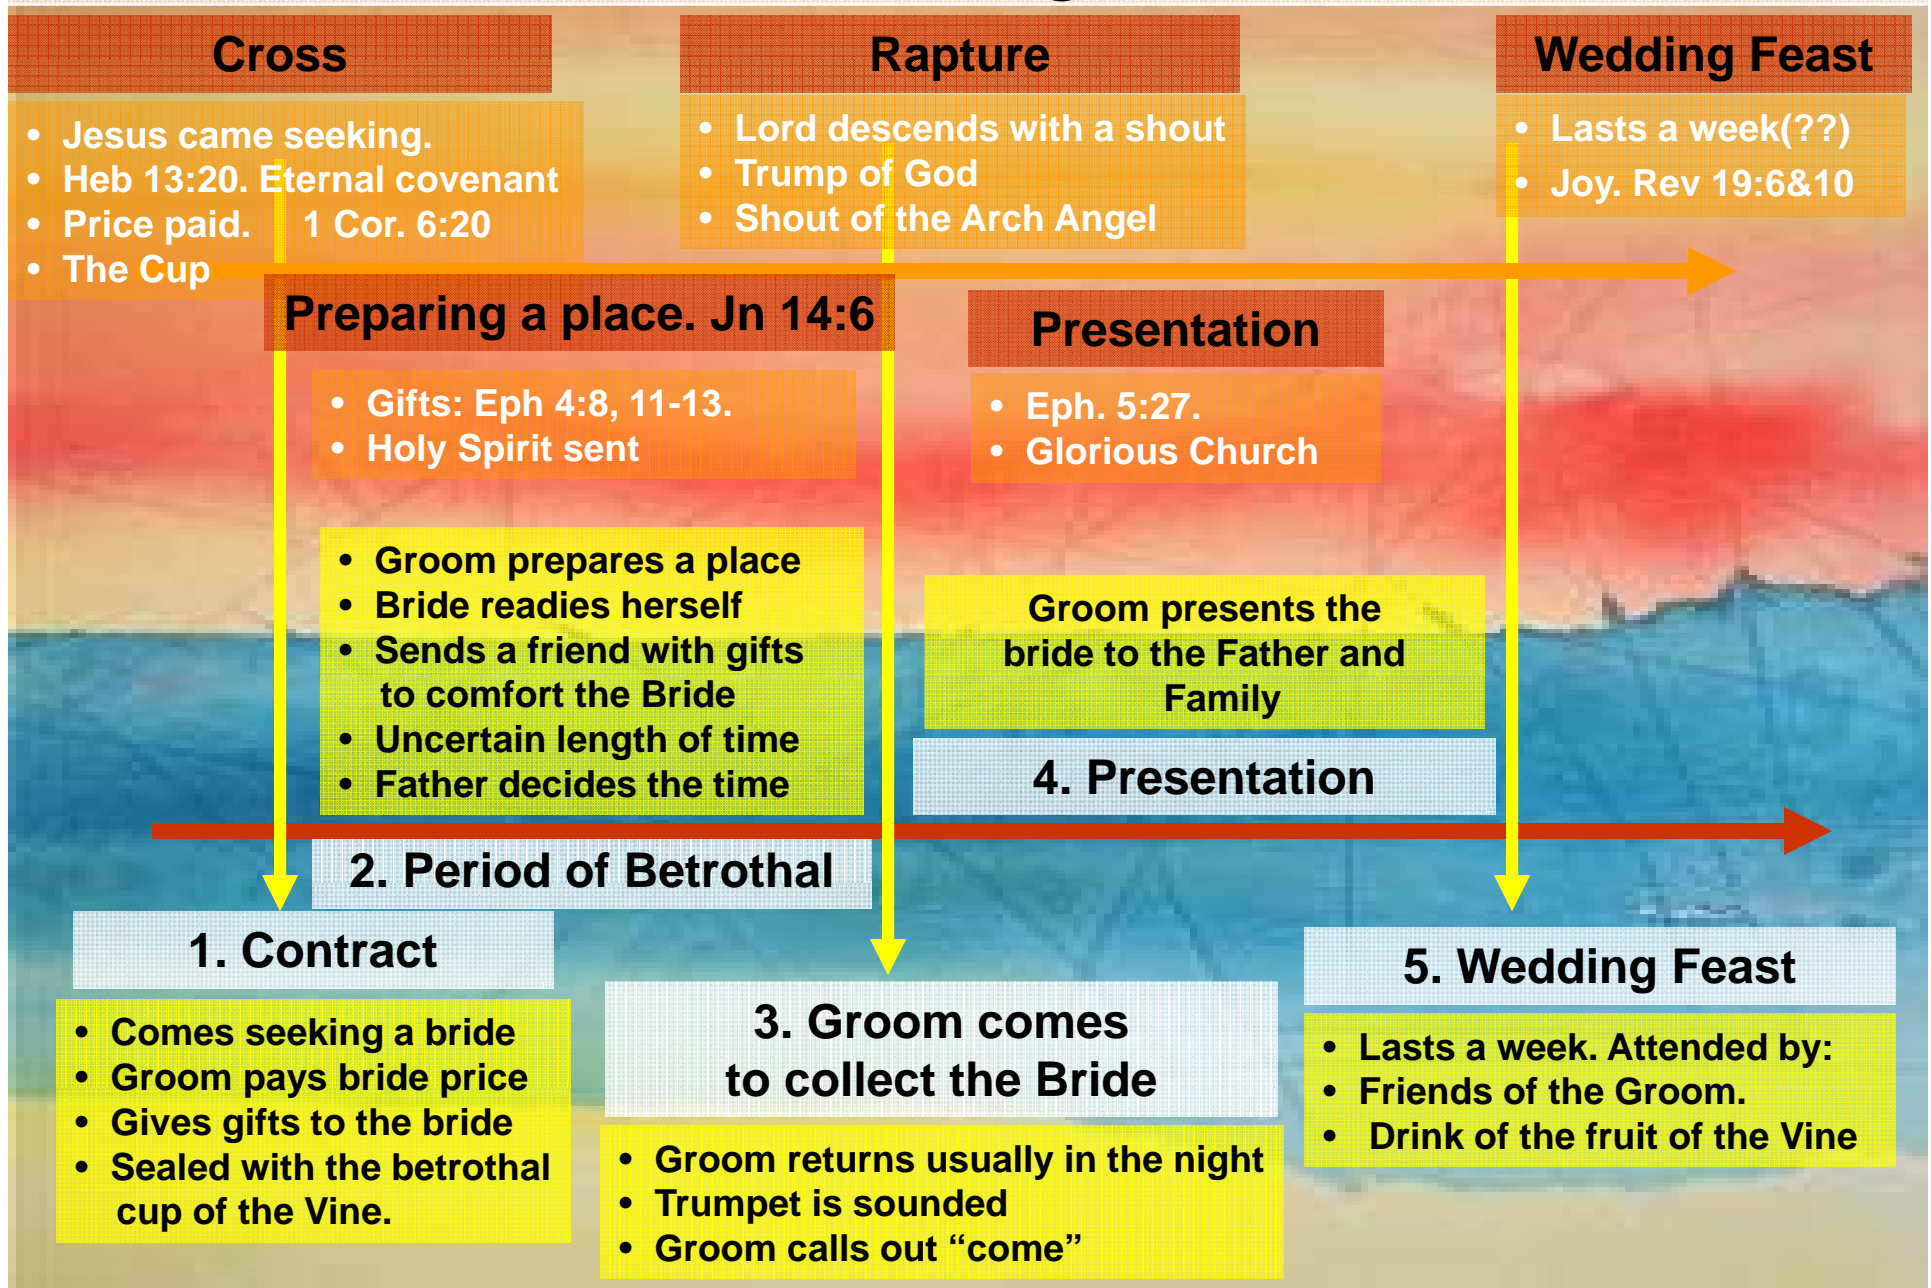 Cross
• Jesus came seeking.
• Heb 13:20. Eternal covenant
• Price paid. 1 Cor. 6:20
• The Cup
Rapture
• Lord descends with a shout
• Trump of God
• Shout of the Arch Angel
Wedding Feast
• Lasts a week(??)
• Joy. Rev 19:6&10
Preparing a place. Jn 14:6
• Gifts: Eph 4:8, 11-13.
• Holy Spirit sent
Presentation
• Eph. 5:27.
• Glorious Church
• Groom prepares a place
• Bride readies herself
• Sends a friend with gifts
to comfort the Bride
• Uncertain length of time
• Father decides the time
Groom presents the
bride to the Father and
Family
4. Presentation
2. Period of Betrothal
1. Contract
• Comes seeking a bride
• Groom pays bride price
• Gives gifts to the bride
• Sealed with the betrothal
cup of the Vine.
3. Groom comes
to collect the Bride
• Groom returns usually in the night
• Trumpet is sounded
• Groom calls out “come”
5. Wedding Feast
• Lasts a week. Attended by:
• Friends of the Groom.
• Drink of the fruit of the Vine